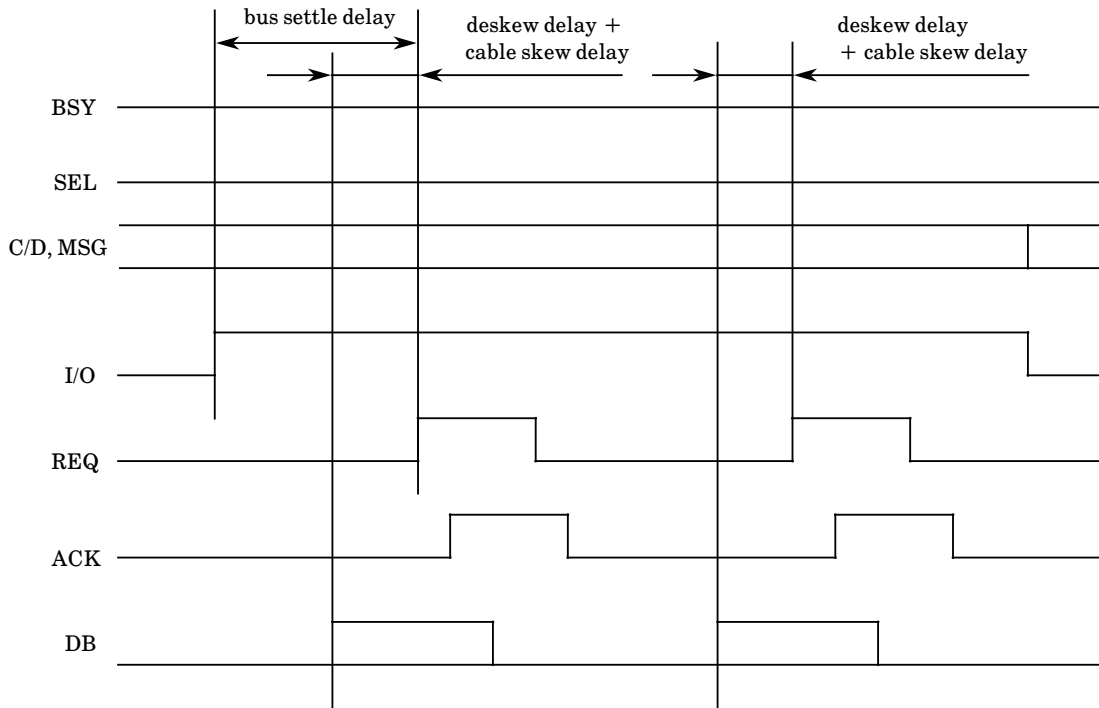 bus settle delay
deskew delay +
cable skew delay
deskew delay
+ cable skew delay
BSY
SEL
C/D, MSG
I/O
REQ
ACK
DB